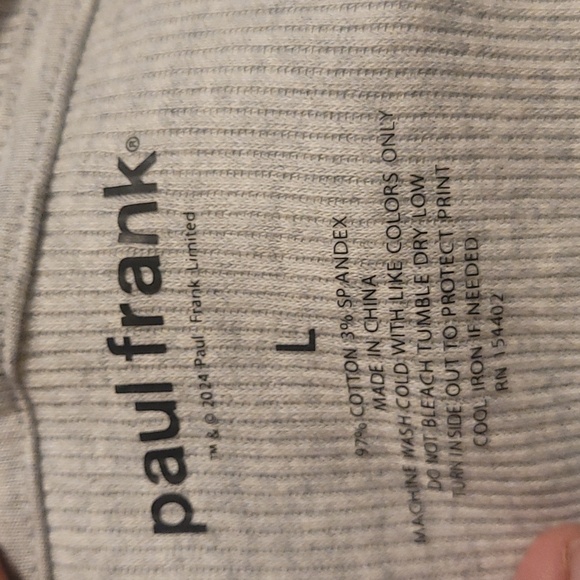 paul frank®
™ & © 2024 Paul Frank Limited
L
97% COTTON 3% SPANDEX
MADE IN CHINA
MACHINE WASH COLD WITH LIKE COLORS ONLY
DO NOT BLEACH TUMBLE DRY LOW
TURN INSIDE OUT TO PROTECT PRINT
COOL IRON IF NEEDED
RN 154402